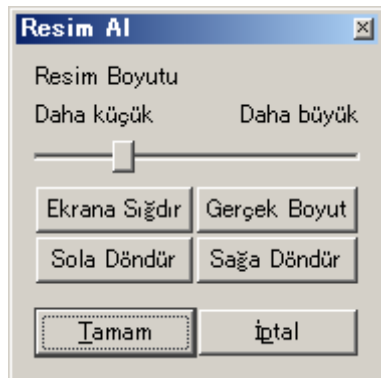 Resim Al
Resim Boyutu
Daha küçük Daha büyük
Ekrana Sığdır Gerçek Boyut
Sola Döndür Sağa Döndür
Tamam İptal